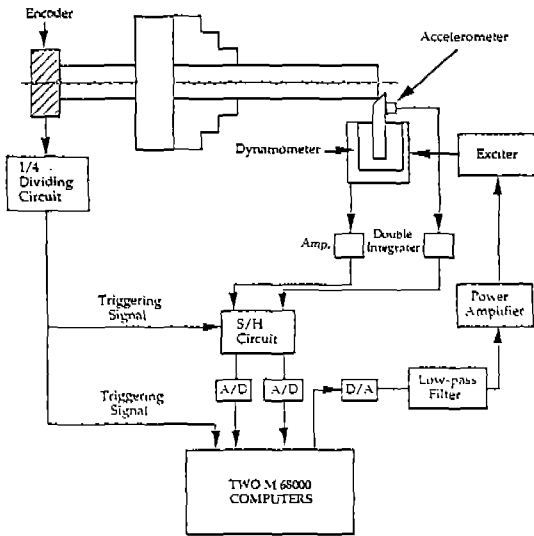 Encoder
Accelerometer
Dynamometer
Exciter
1/4
Dividing
Circuit
Amp.
Double
Integrater
Power
Amplifier
Triggering
Signal
S/H
Circuit
A/D
A/D
D/A
Low-pass
Filter
Triggering
Signal
TWO M 68000
COMPUTERS